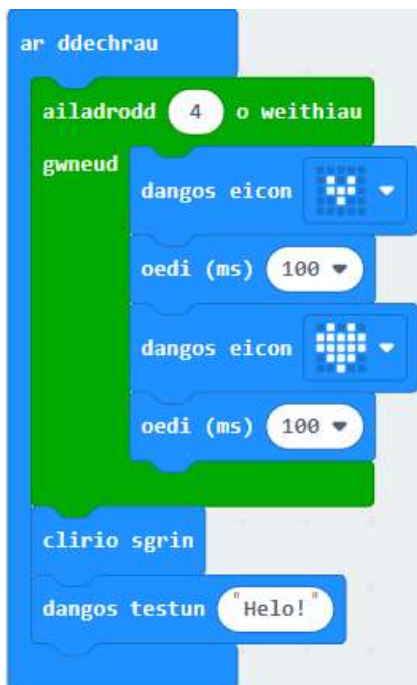 ar ddechrau
ailadrodd 4 o weithiau
gwneud
dangos eicon
oedi (ms) 100
dangos eicon
oedi (ms) 100
clirio sgrin
dangos testun "Helo!"